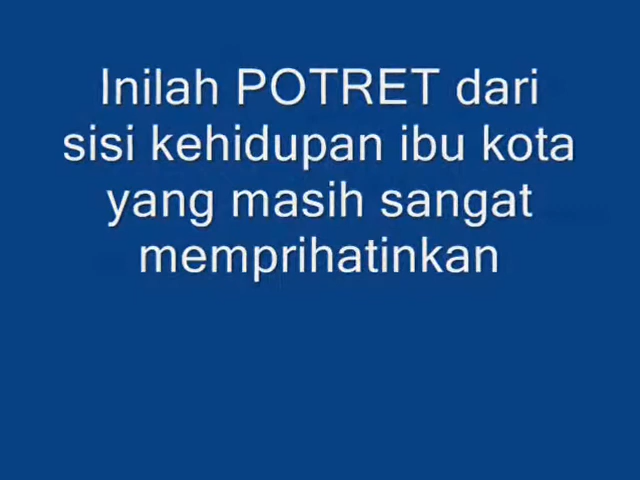 Inilah POTRET dari
sisi kehidupan ibu kota
yang masih sangat
memprihatinkan